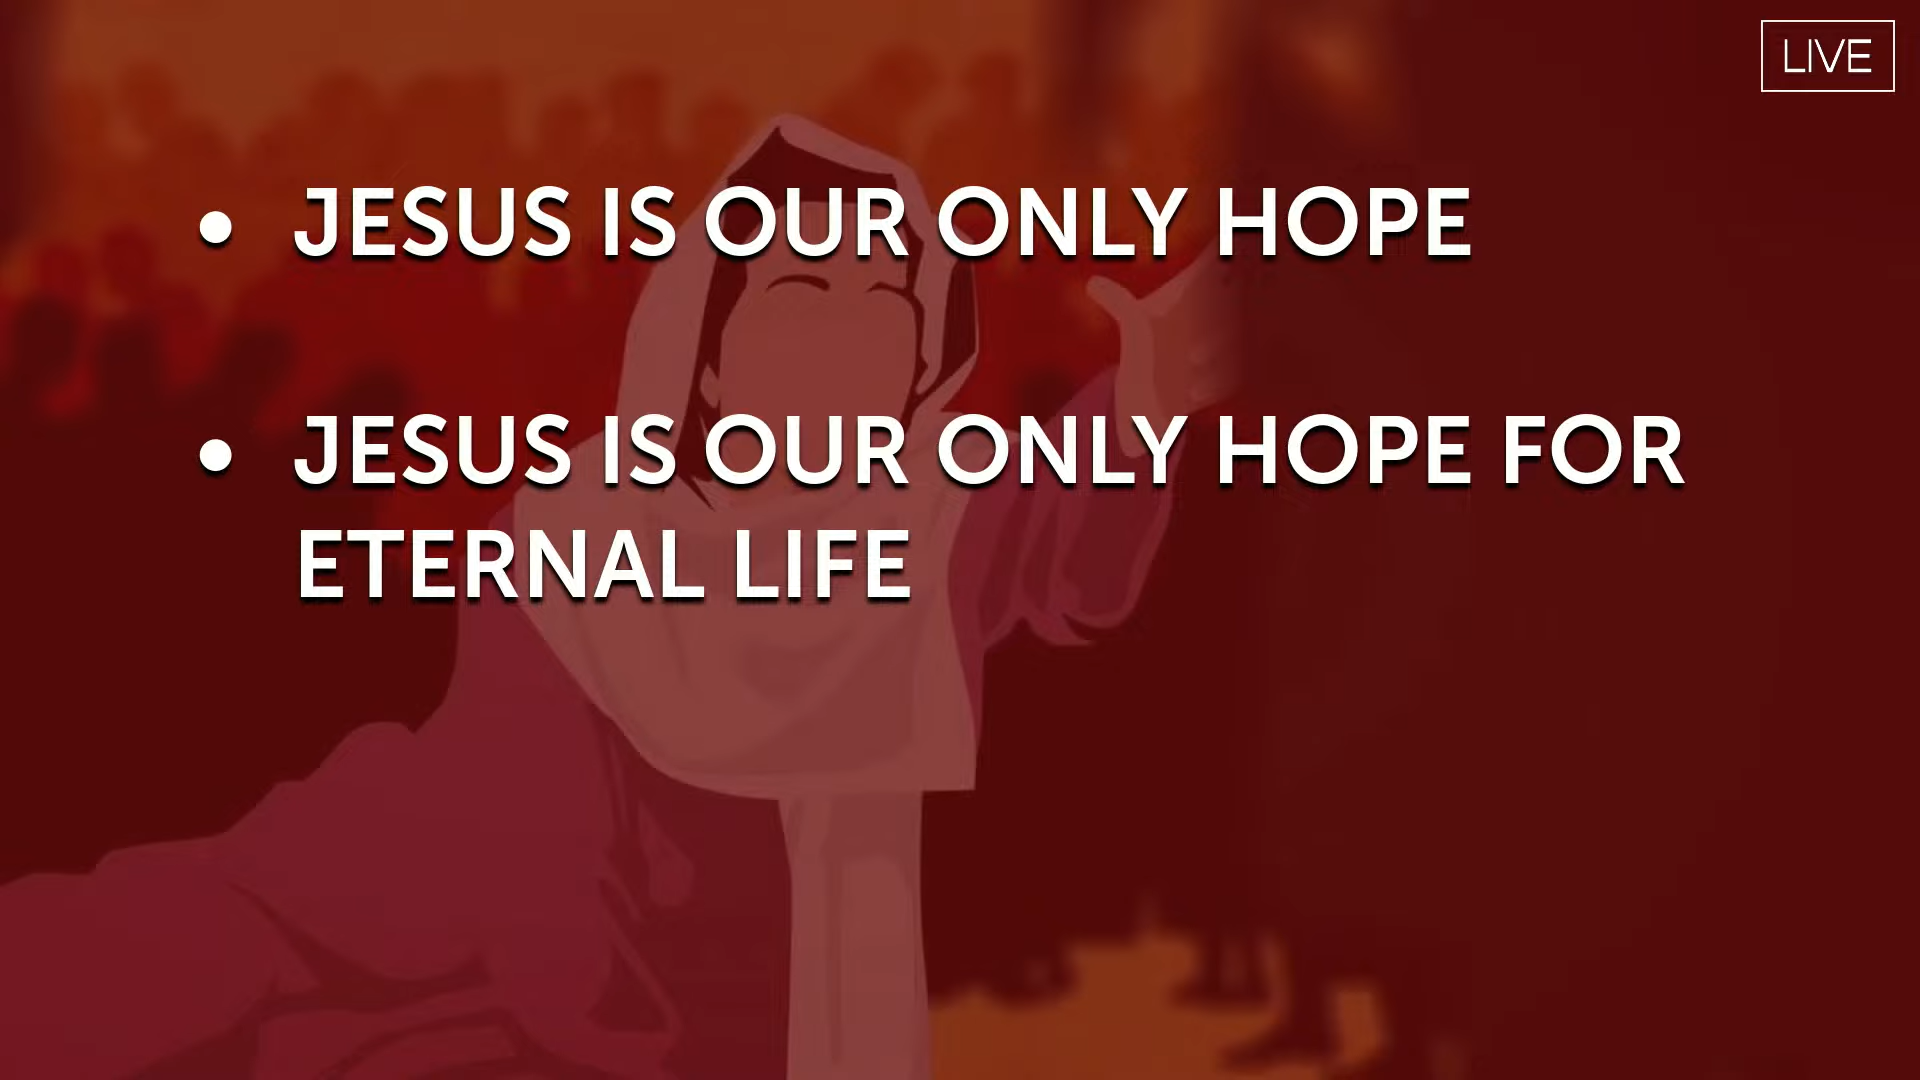 LIVE
• JESUS IS OUR ONLY HOPE
• JESUS IS OUR ONLY HOPE FOR
ETERNAL LIFE